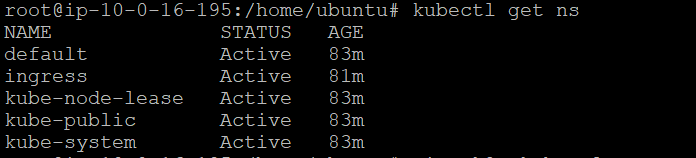 root@ip-10-0-16-195:/home/ubuntu# kubectl get ns
NAME              STATUS   AGE
default           Active   83m
ingress           Active   81m
kube-node-lease   Active   83m
kube-public       Active   83m
kube-system       Active   83m